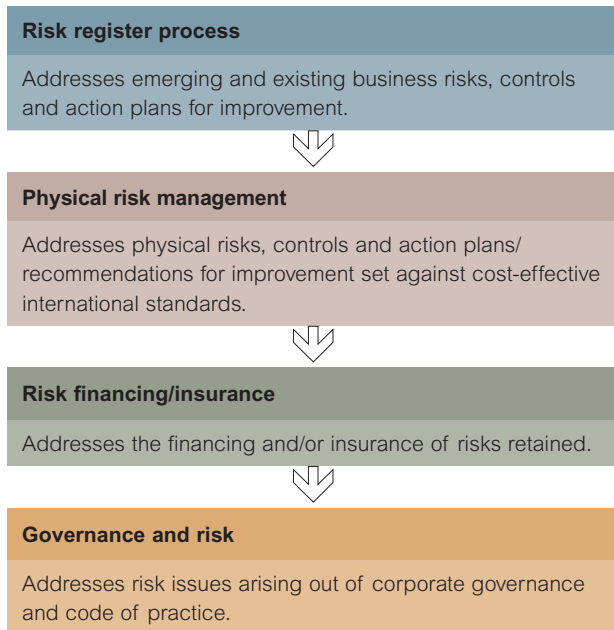 Risk register process
Addresses emerging and existing business risks, controls
and action plans for improvement.
Physical risk management
Addresses physical risks, controls and action plans/
recommendations for improvement set against cost-effective
international standards.
Risk financing/insurance
Addresses the financing and/or insurance of risks retained.
Governance and risk
Addresses risk issues arising out of corporate governance
and code of practice.